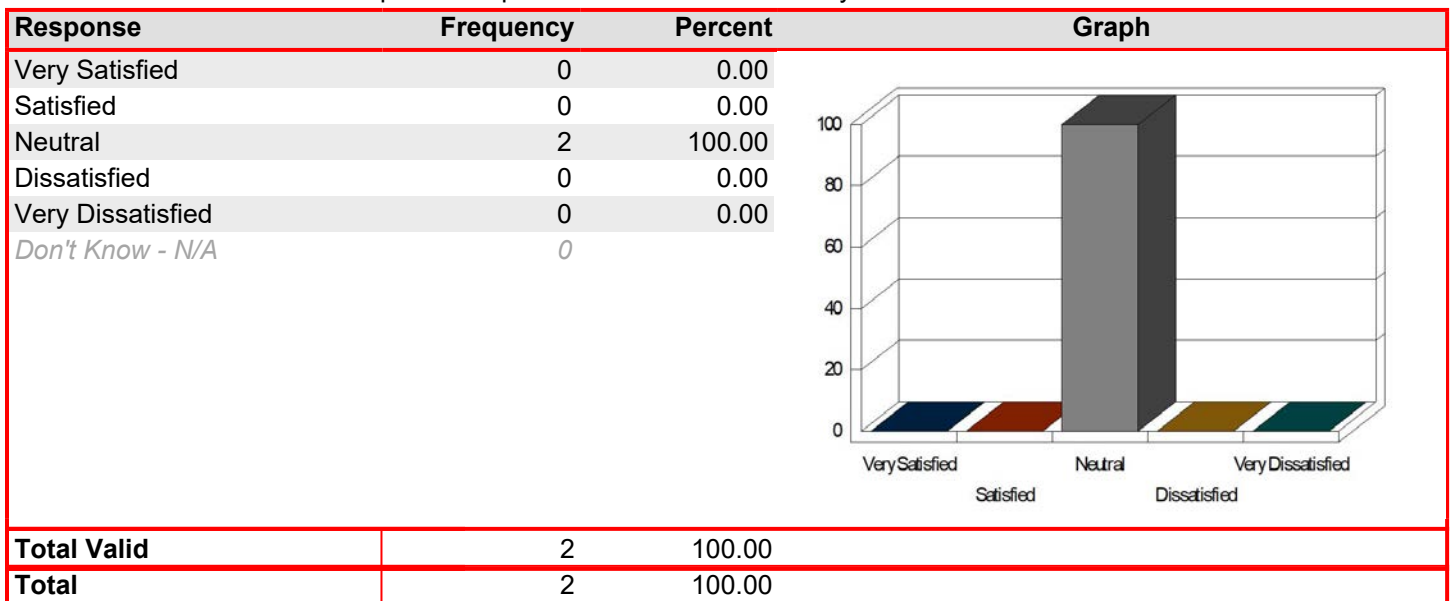 Response Frequency Percent Graph
Very Satisfied 0 0.00
Satisfied 0 0.00
Neutral 2 100.00
Dissatisfied 0 0.00
Very Dissatisfied 0 0.00
Don't Know - N/A 0
100
80
60
40
20
0
Very Satisfied Neutral Very Dissatisfied
Satisfied Dissatisfied
Total Valid 2 100.00
Total 2 100.00